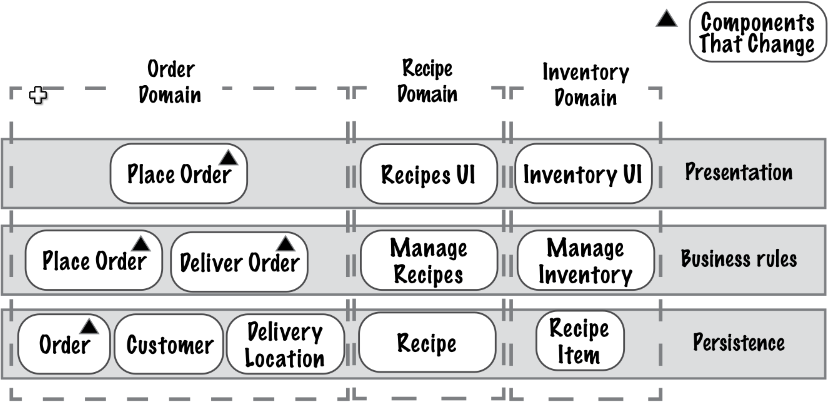 Components
That Change
Order
Domain
Recipe
Domain
Inventory
Domain
Place Order
Recipes UI
Inventory UI
Presentation
Place Order
Deliver Order
Manage
Recipes
Manage
Inventory
Business rules
Order
Customer
Delivery
Location
Recipe
Recipe
Item
Persistence